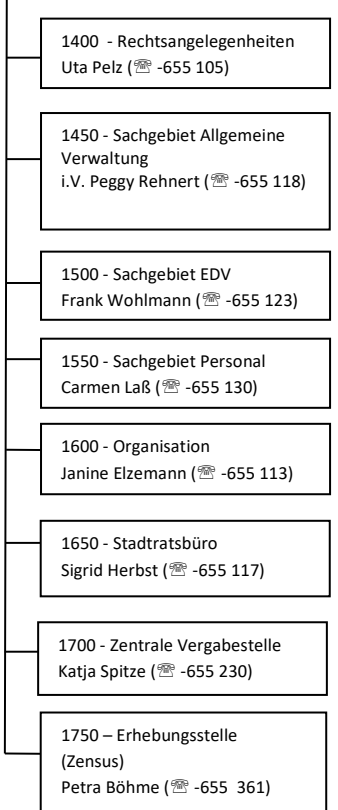 1400 - Rechtsangelegenheiten
Uta Pelz (☏ -655 105)
1450 - Sachgebiet Allgemeine
Verwaltung
i.V. Peggy Rehnert (☏ -655 118)
1500 - Sachgebiet EDV
Frank Wohlmann (☏ -655 123)
1550 - Sachgebiet Personal
Carmen Laß (☏ -655 130)
1600 - Organisation
Janine Elzemann (☏ -655 113)
1650 - Stadtratsbüro
Sigrid Herbst (☏ -655 117)
1700 - Zentrale Vergabestelle
Katja Spitze (☏ -655 230)
1750 – Erhebungsstelle
(Zensus)
Petra Böhme (☏ -655  361)